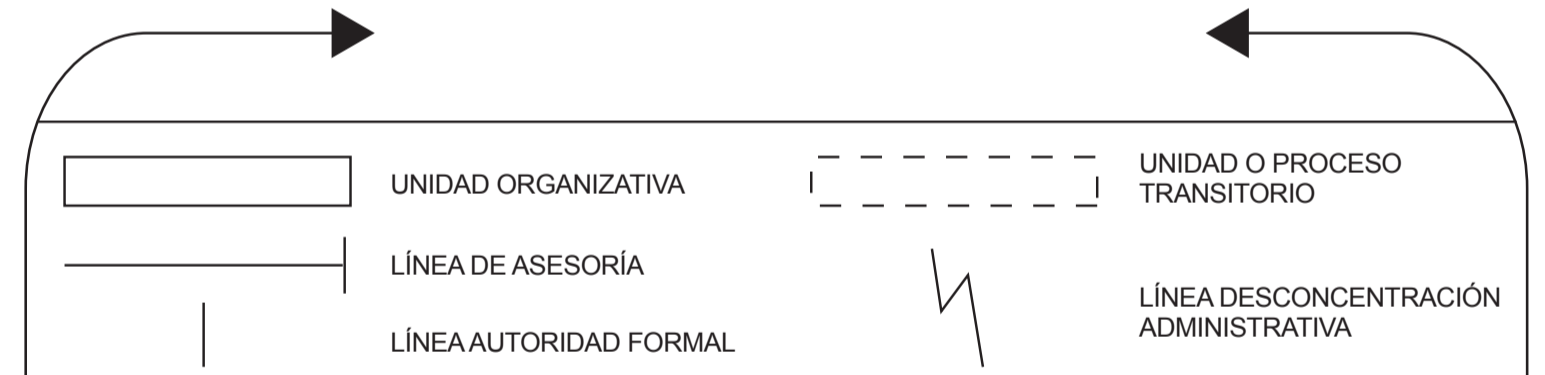 UNIDAD ORGANIZATIVA
UNIDAD O PROCESO
TRANSITORIO
LÍNEA DE ASESORÍA
LÍNEA AUTORIDAD FORMAL
LÍNEA DESCONCENTRACIÓN
ADMINISTRATIVA